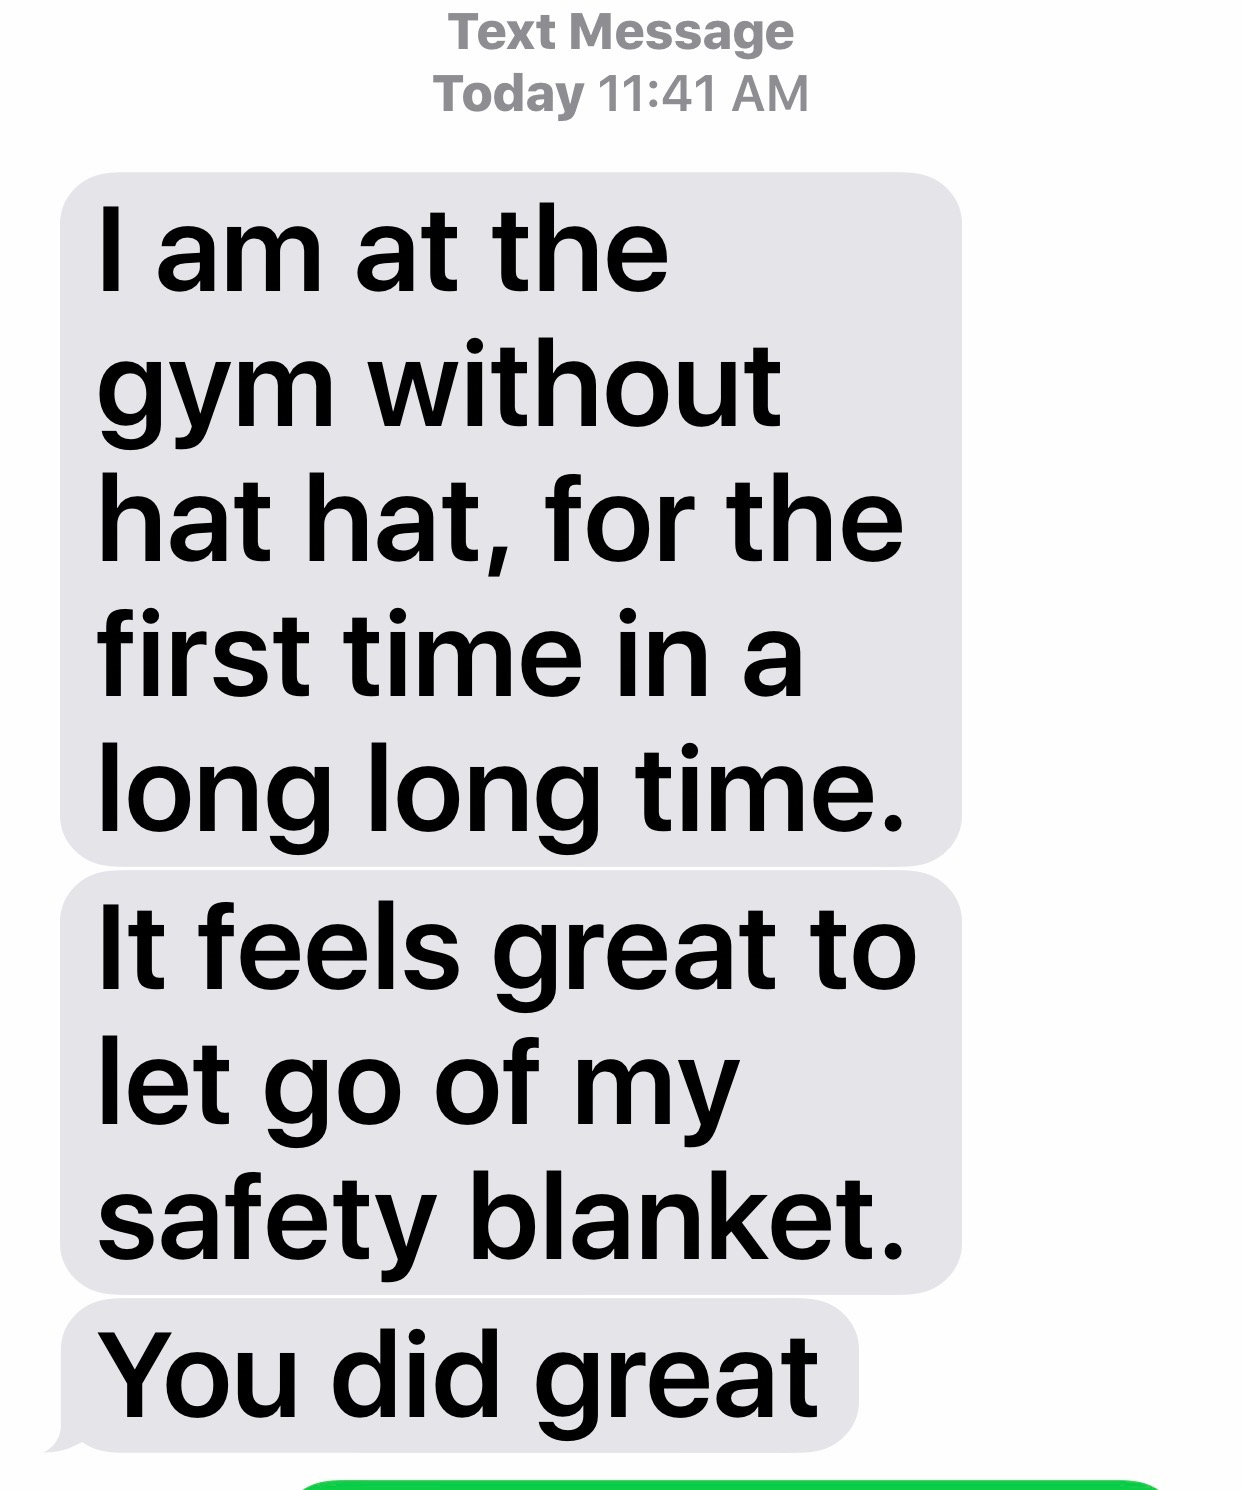 Text Message
Today 11:41 AM
I am at the
gym without
hat hat, for the
first time in a
long long time.
It feels great to
let go of my
safety blanket.
You did great